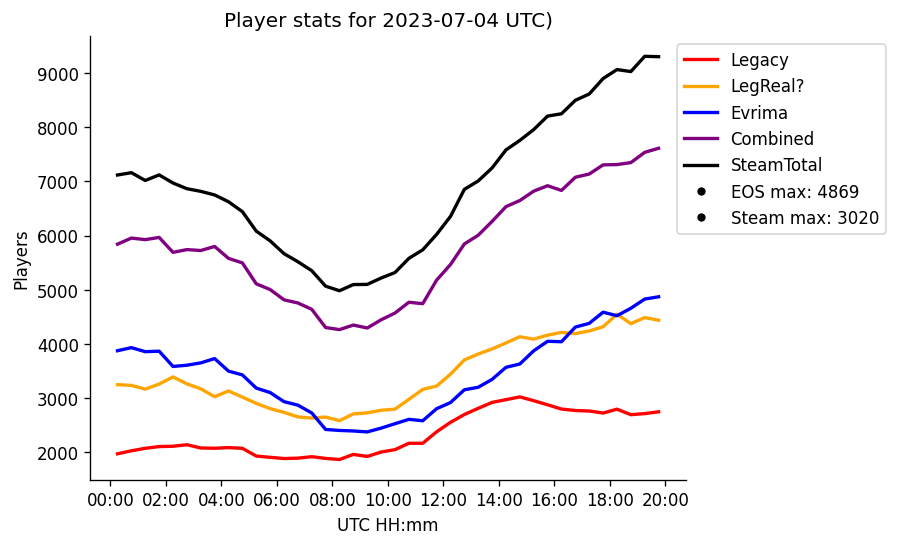 Player stats for 2023-07-04 UTC)
Legacy
LegReal?
Evrima
Combined
SteamTotal
EOS max: 4869
Steam max: 3020
Players
9000
8000
7000
6000
5000
4000
3000
2000
00:00 02:00 04:00 06:00 08:00 10:00 12:00 14:00 16:00 18:00 20:00
UTC HH:mm